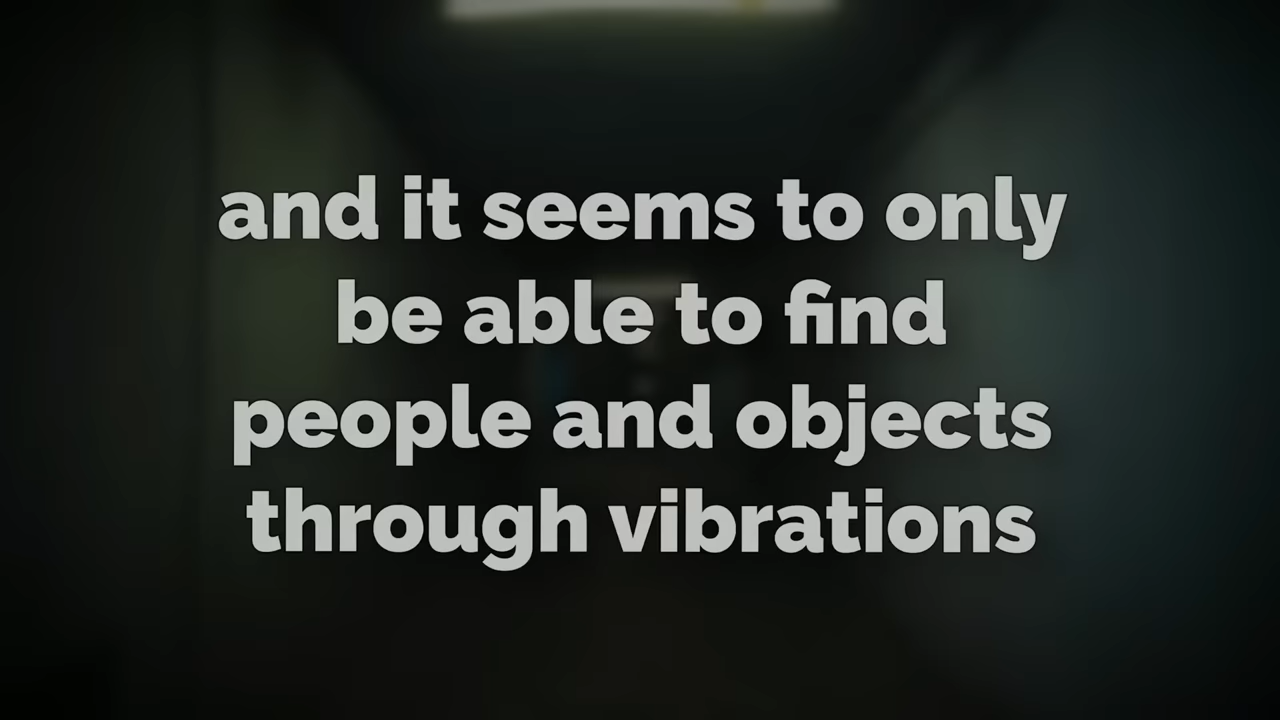 and it seems to only
be able to find
people and objects
through vibrations